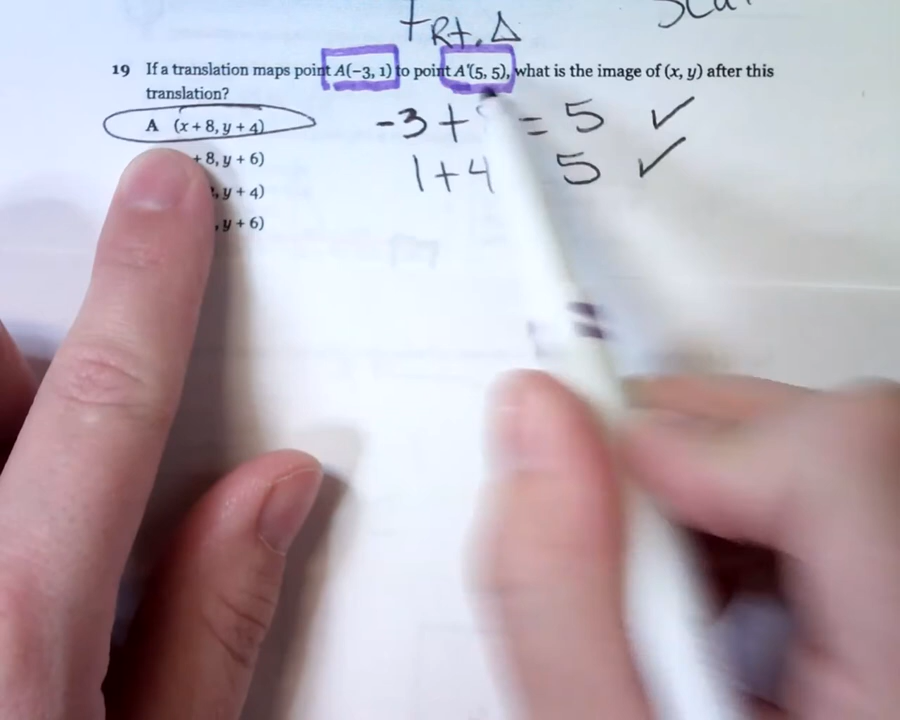 Rt. Δ
19 If a translation maps point A(−3, 1) to point A′(5, 5), what is the image of (x, y) after this
translation?
A (x + 8, y + 4) -3 + = 5 ✓
+ 8, y + 6) 1+4 5 ✓
, y + 4)
, y + 6)